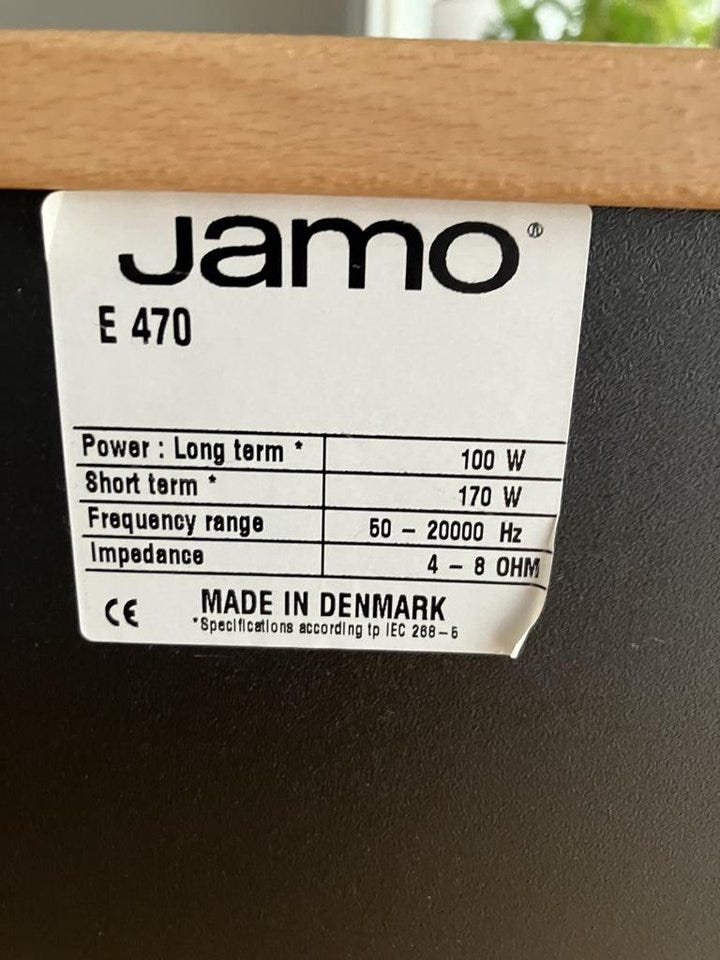 Jamo®
E 470
Power : Long term * 100 W
Short term * 170 W
Frequency range 50 – 20000 Hz
Impedance 4 – 8 OHM
CE MADE IN DENMARK
*Specifications according tp IEC 268–5